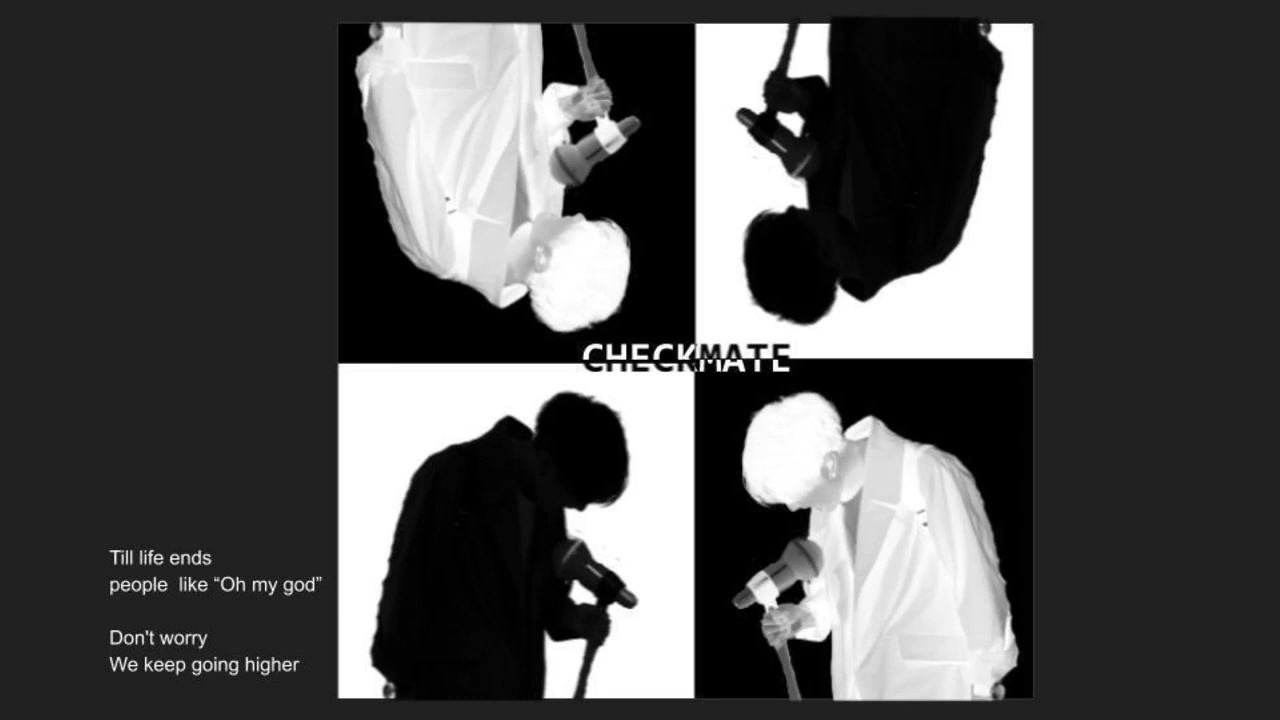 CHECKMATE
Till life ends
people  like “Oh my god”
Don't worry
We keep going higher